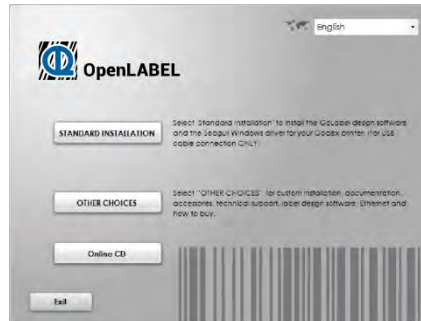 English
OpenLABEL
STANDARD INSTALLATION
Select "Standard Installation" to install the GoLabel design software
and the Seagull Windows driver for your Godex printer. (For USB
cable connection ONLY)
OTHER CHOICES
Select "OTHER CHOICES" for custom installation, documentation,
accessories, technical support, label design software, Ethernet and
how to buy.
Online CD
Exit